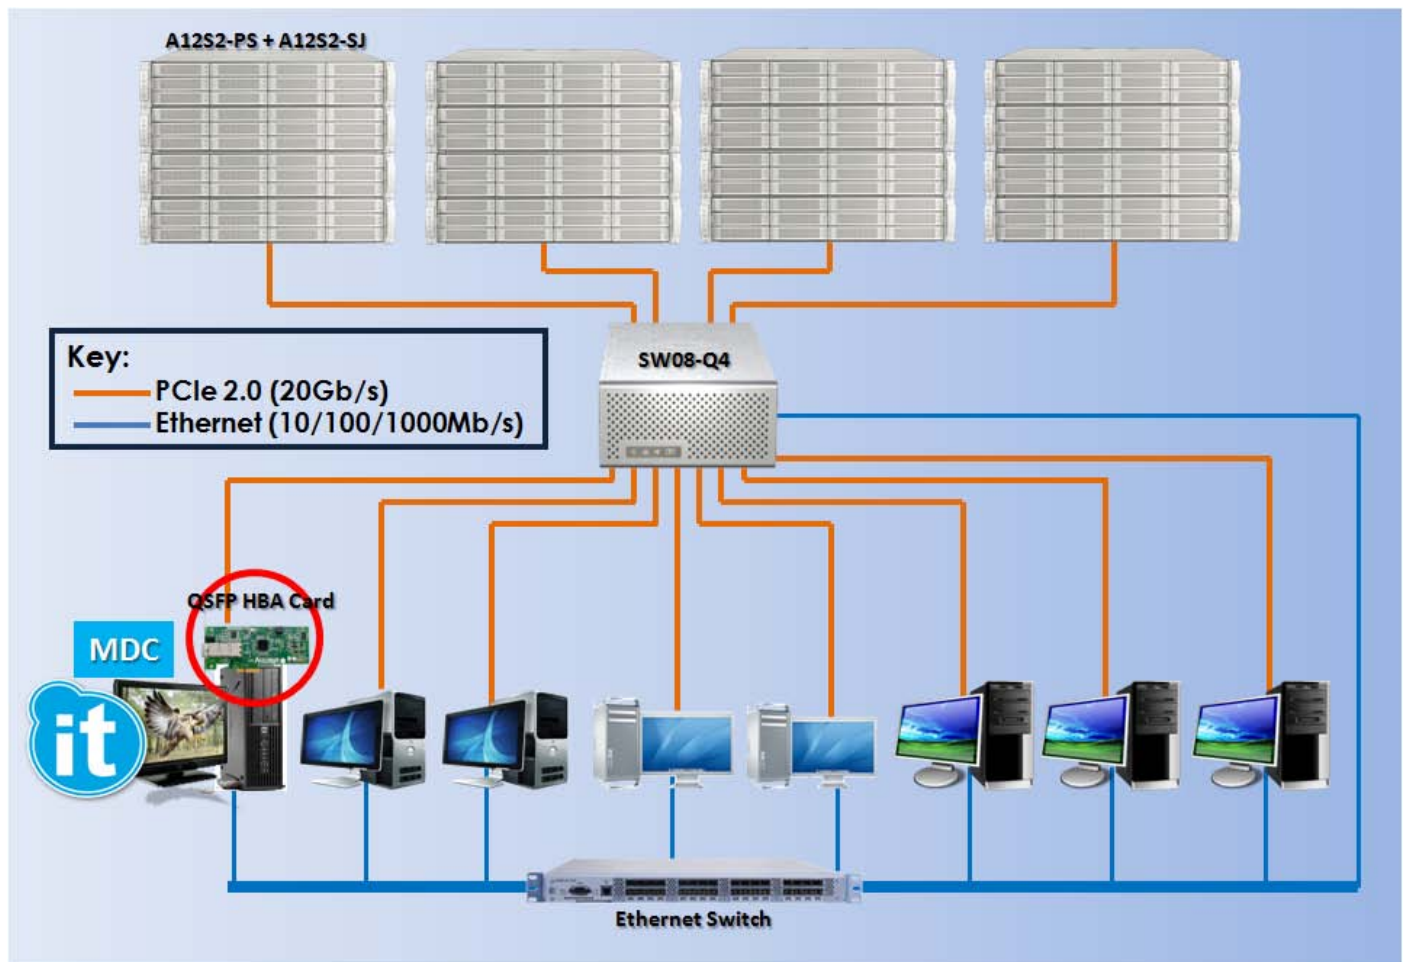 A12S2-PS + A12S2-SJ
SW08-Q4
Key:
PCIe 2.0 (20Gb/s)
Ethernet (10/100/1000Mb/s)
QSFP HBA Card
MDC
it
Ethernet Switch